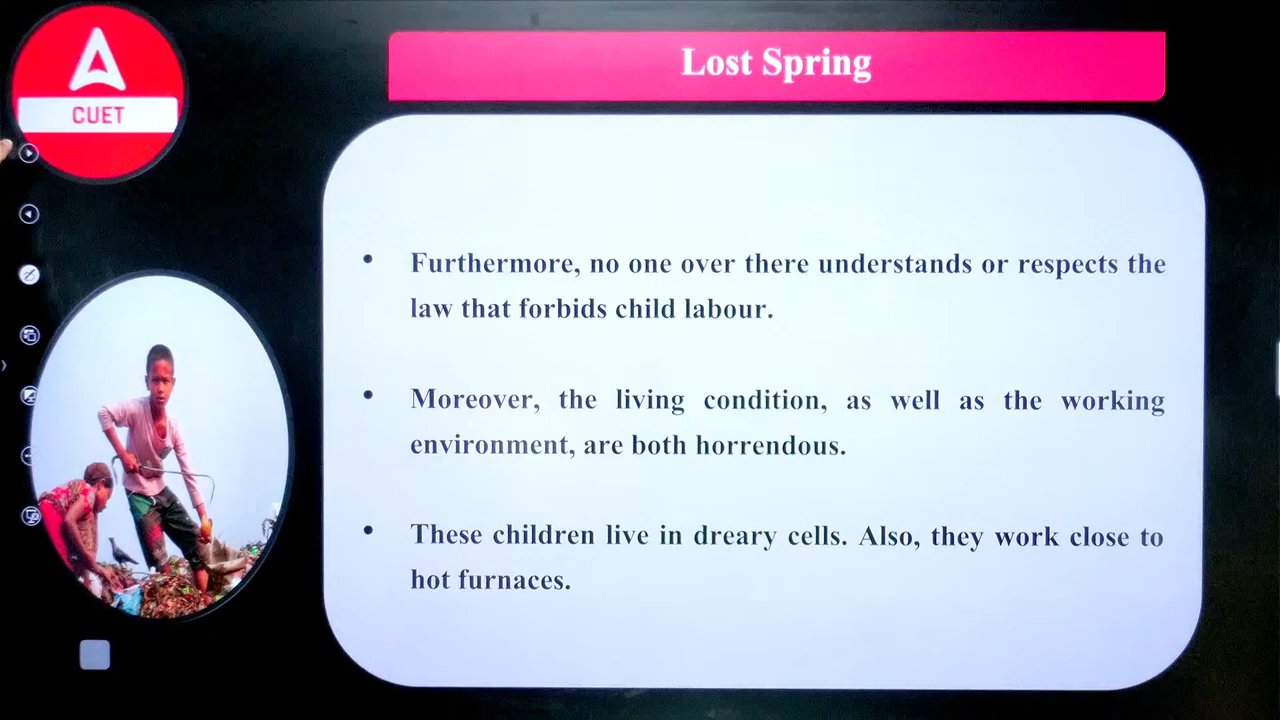 CUET
Lost Spring
• Furthermore, no one over there understands or respects the
law that forbids child labour.
• Moreover, the living condition, as well as the working
environment, are both horrendous.
• These children live in dreary cells. Also, they work close to
hot furnaces.